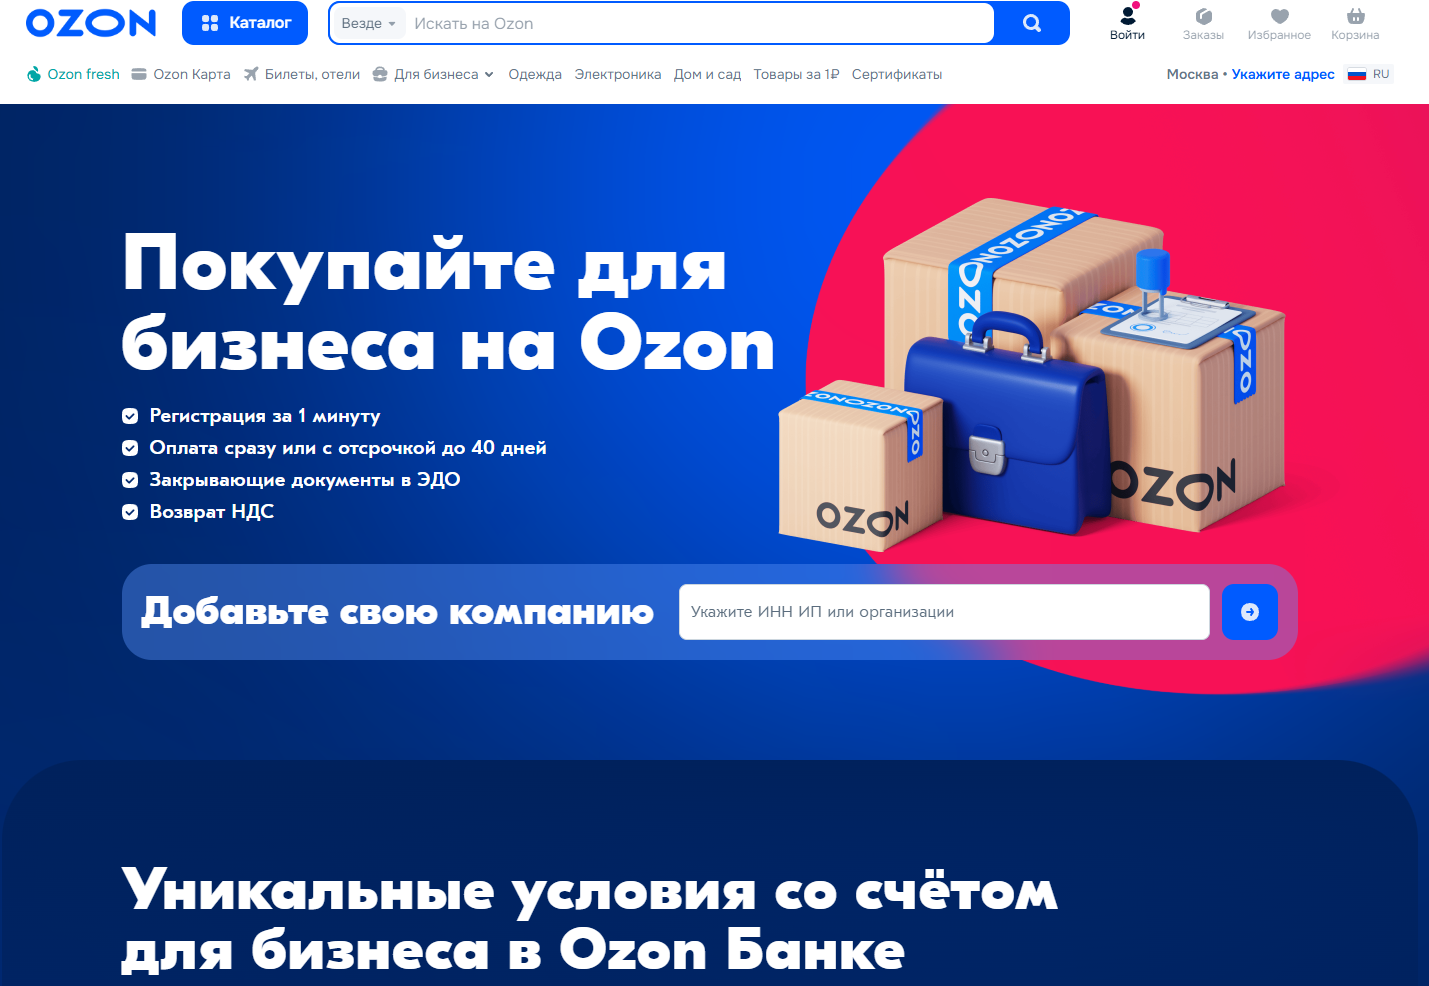 OZON
Каталог
Везде
Искать на Ozon
Войти
Заказы
Избранное
Корзина
Ozon fresh
Ozon Карта
Билеты, отели
Для бизнеса
Одежда
Электроника
Дом и сад
Товары за 1₽
Сертификаты
Москва • Укажите адрес
RU
Покупайте для
бизнеса на Ozon
Регистрация за 1 минуту
Оплата сразу или с отсрочкой до 40 дней
Закрывающие документы в ЭДО
Возврат НДС
OZON
OZON
Добавьте свою компанию
Укажите ИНН ИП или организации
Уникальные условия со счётом
для бизнеса в Ozon Банке